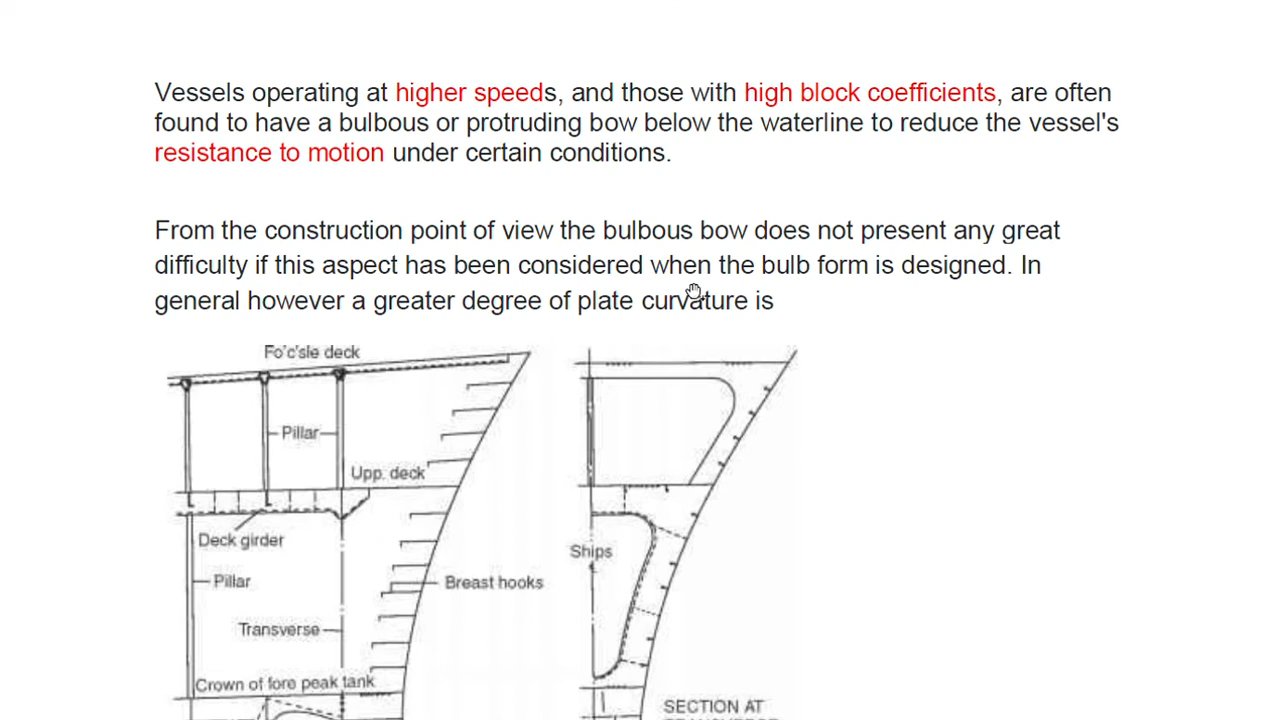 Vessels operating at higher speeds, and those with high block coefficients, are often
found to have a bulbous or protruding bow below the waterline to reduce the vessel's
resistance to motion under certain conditions.
From the construction point of view the bulbous bow does not present any great
difficulty if this aspect has been considered when the bulb form is designed. In
general however a greater degree of plate curvature is
Fo'c'sle deck
Pillar
Upp. deck
Deck girder
Ships
Pillar
Breast hooks
Transverse
Crown of fore peak tank
SECTION AT